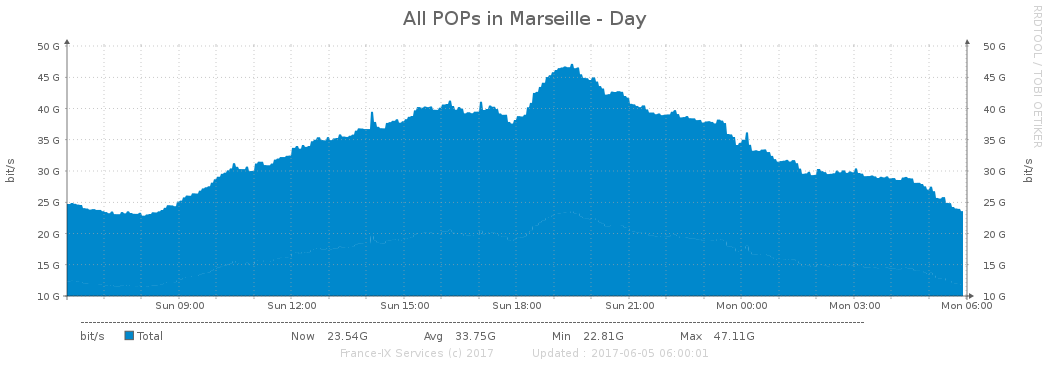 All POPs in Marseille - Day
RRDTOOL / TOBI OETIKER
50 G 50 G
45 G 45 G
40 G 40 G
35 G 35 G
30 G 30 G
25 G 25 G
20 G 20 G
15 G 15 G
10 G 10 G
bit/s
bit/s
Sun 09:00 Sun 12:00 Sun 15:00 Sun 18:00 Sun 21:00 Mon 00:00 Mon 03:00 Mon 06:00
bit/s Total Now 23.54G Avg 33.75G Min 22.81G Max 47.11G
France-IX Services (c) 2017 Updated : 2017-06-05 06:00:01